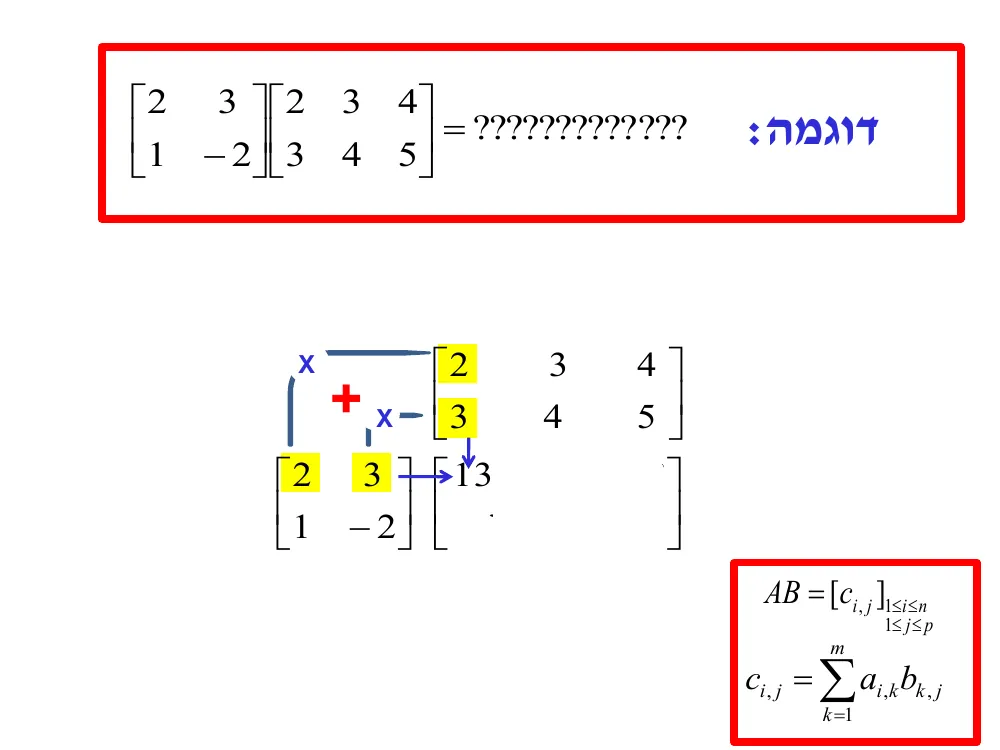 דוגמה:
[2 3] [2 3 4] = ?????????????
[1 −2] [3 4 5]
x
+
x
[2 3 4]
[3 4 5]
[2 3] [13
[1 −2]
AB = [c_{i,j}]_{1≤i≤n 1≤j≤p}
c_{i,j} = ∑_{k=1}^{m} a_{i,k} b_{k,j}